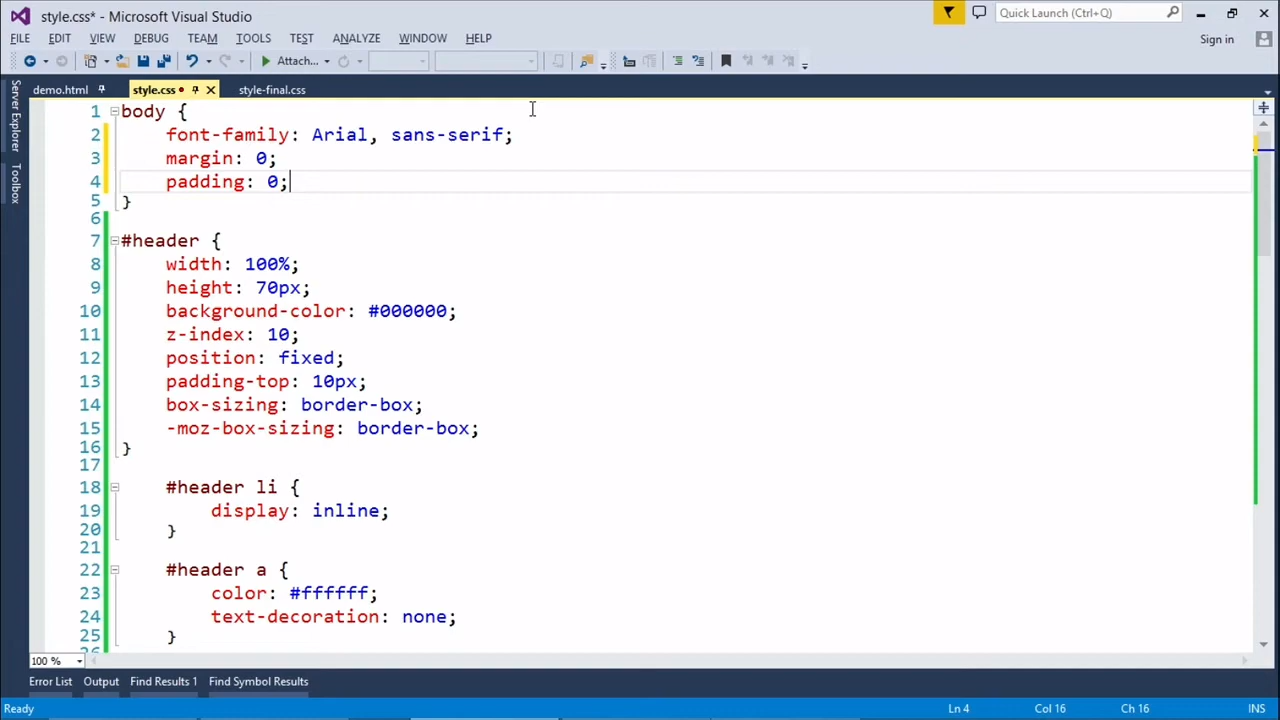 style.css* - Microsoft Visual Studio
Quick Launch (Ctrl+Q)
FILE EDIT VIEW DEBUG TEAM TOOLS TEST ANALYZE WINDOW HELP
Sign in
Attach...
Server Explorer
Toolbox
demo.html style.css style-final.css
1 body {
2 font-family: Arial, sans-serif;
3 margin: 0;
4 padding: 0;
5 }
6
7 #header {
8 width: 100%;
9 height: 70px;
10 background-color: #000000;
11 z-index: 10;
12 position: fixed;
13 padding-top: 10px;
14 box-sizing: border-box;
15 -moz-box-sizing: border-box;
16 }
17
18 #header li {
19 display: inline;
20 }
21
22 #header a {
23 color: #ffffff;
24 text-decoration: none;
25 }
26
100 %
Error List Output Find Results 1 Find Symbol Results
Ready Ln 4 Col 16 Ch 16 INS